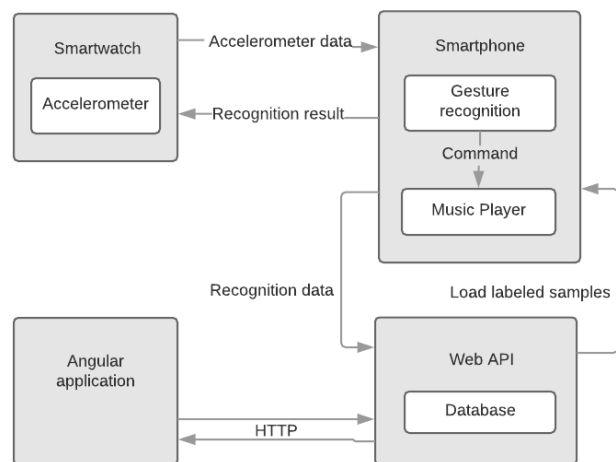 Smartwatch
Accelerometer
Accelerometer data
Recognition result
Smartphone
Gesture
recognition
Command
Music Player
Recognition data
Load labeled samples
Angular
application
HTTP
Web API
Database